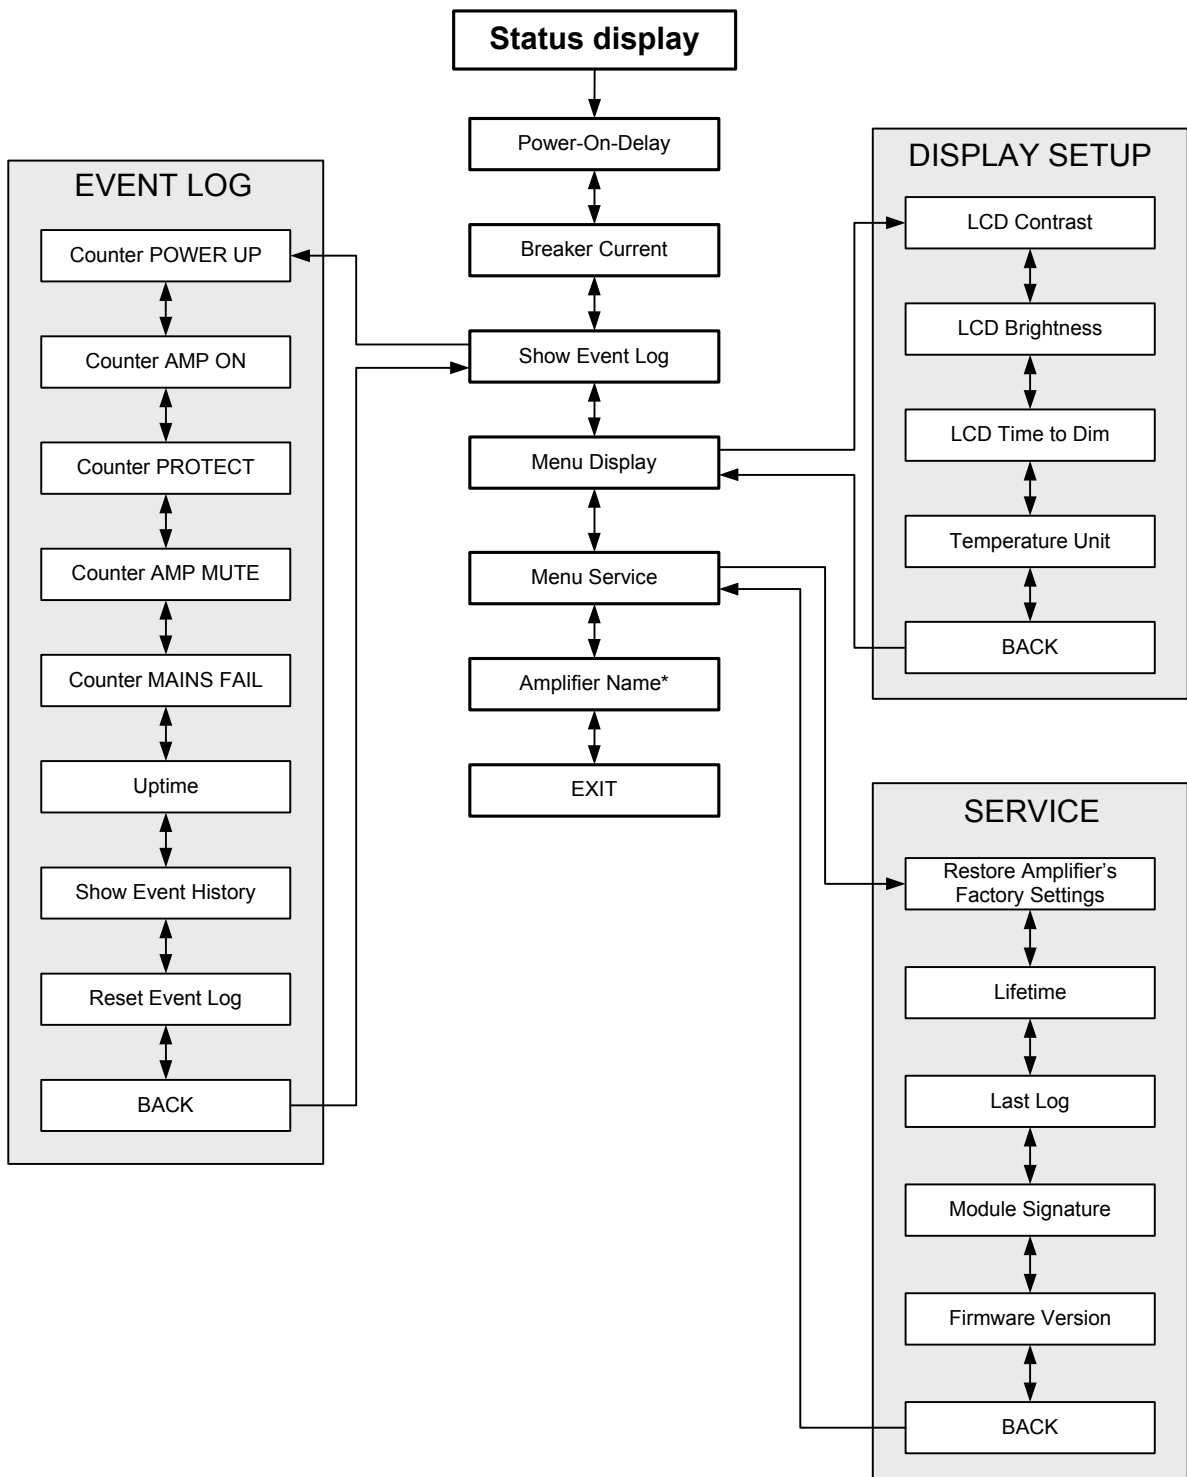 Status display
Power-On-Delay
Breaker Current
Show Event Log
Menu Display
Menu Service
Amplifier Name*
EXIT
EVENT LOG
Counter POWER UP
Counter AMP ON
Counter PROTECT
Counter AMP MUTE
Counter MAINS FAIL
Uptime
Show Event History
Reset Event Log
BACK
DISPLAY SETUP
LCD Contrast
LCD Brightness
LCD Time to Dim
Temperature Unit
BACK
SERVICE
Restore Amplifier's
Factory Settings
Lifetime
Last Log
Module Signature
Firmware Version
BACK